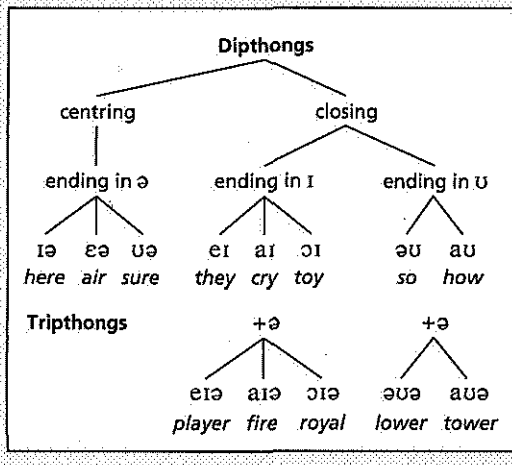 Dipthongs
centring closing
ending in ə ending in ɪ ending in ʊ
ɪə ɛə ʊə eɪ aɪ ɔɪ əʊ aʊ
here air sure they cry toy so how
Tripthongs +ə +ə
eɪə aɪə ɔɪə əʊə aʊə
player fire royal lower tower